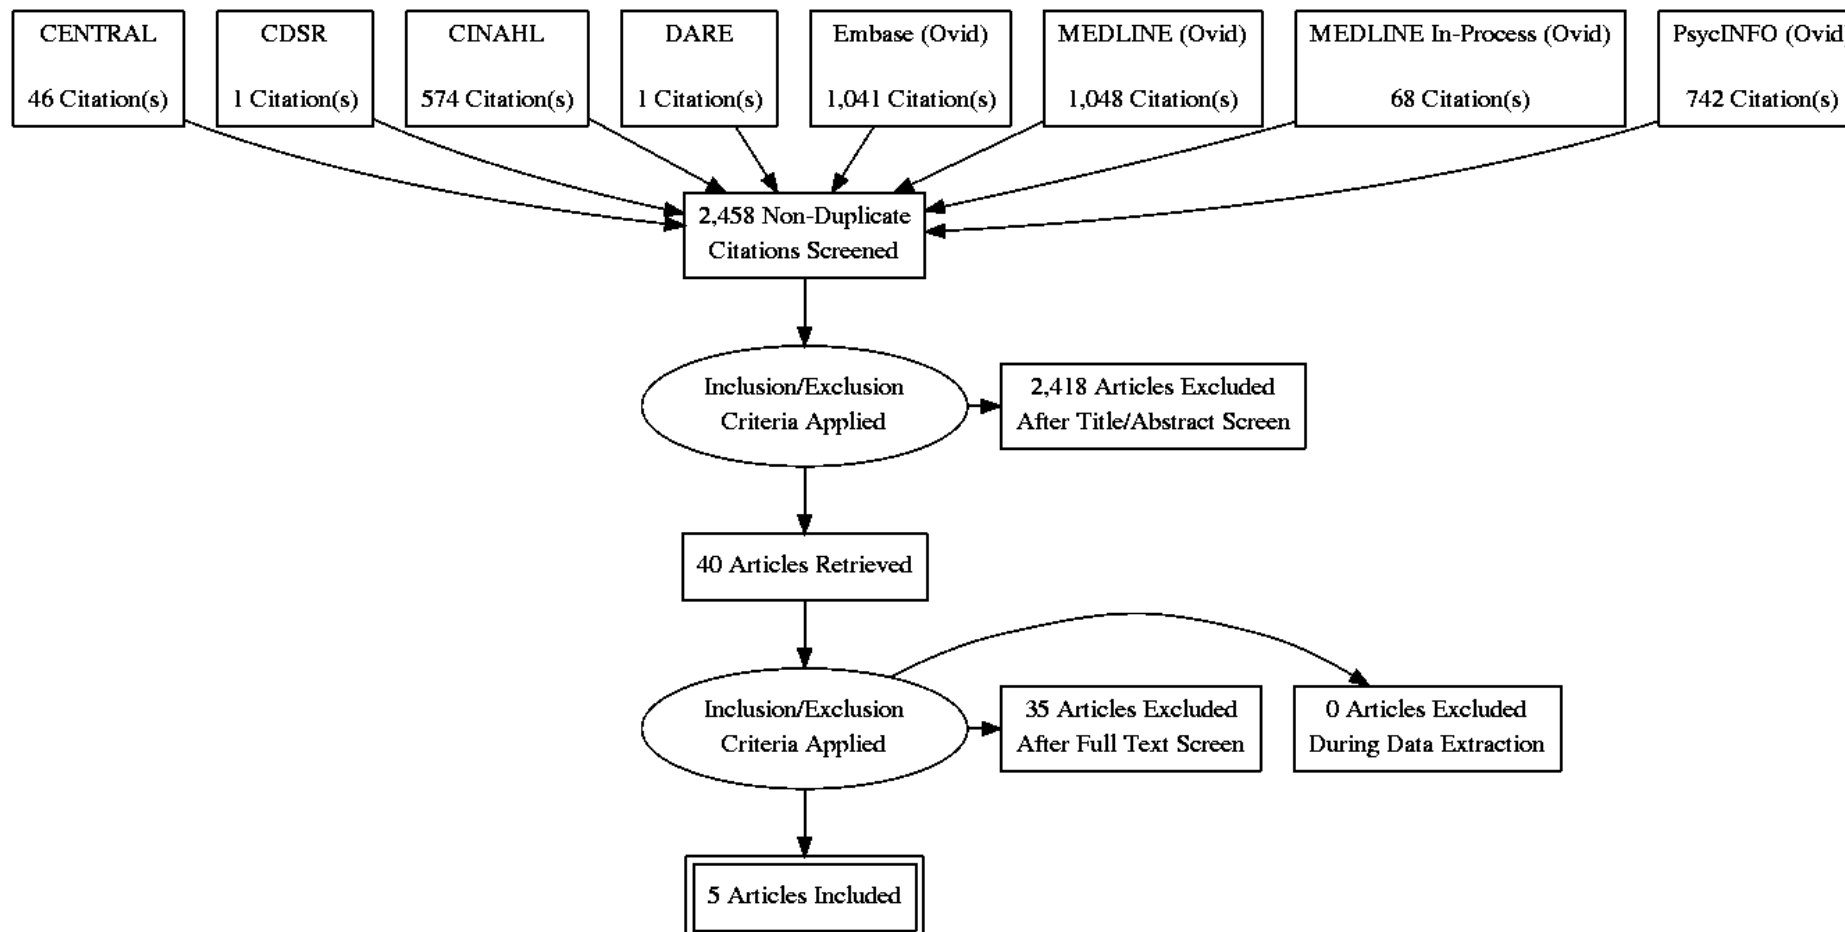 CENTRAL
46 Citation(s)
CDSR
1 Citation(s)
CINAHL
574 Citation(s)
DARE
1 Citation(s)
Embase (Ovid)
1,041 Citation(s)
MEDLINE (Ovid)
1,048 Citation(s)
MEDLINE In-Process (Ovid)
68 Citation(s)
PsycINFO (Ovid
742 Citation(s)
2,458 Non-Duplicate
Citations Screened
Inclusion/Exclusion
Criteria Applied
2,418 Articles Excluded
After Title/Abstract Screen
40 Articles Retrieved
Inclusion/Exclusion
Criteria Applied
35 Articles Excluded
After Full Text Screen
0 Articles Excluded
During Data Extraction
5 Articles Included